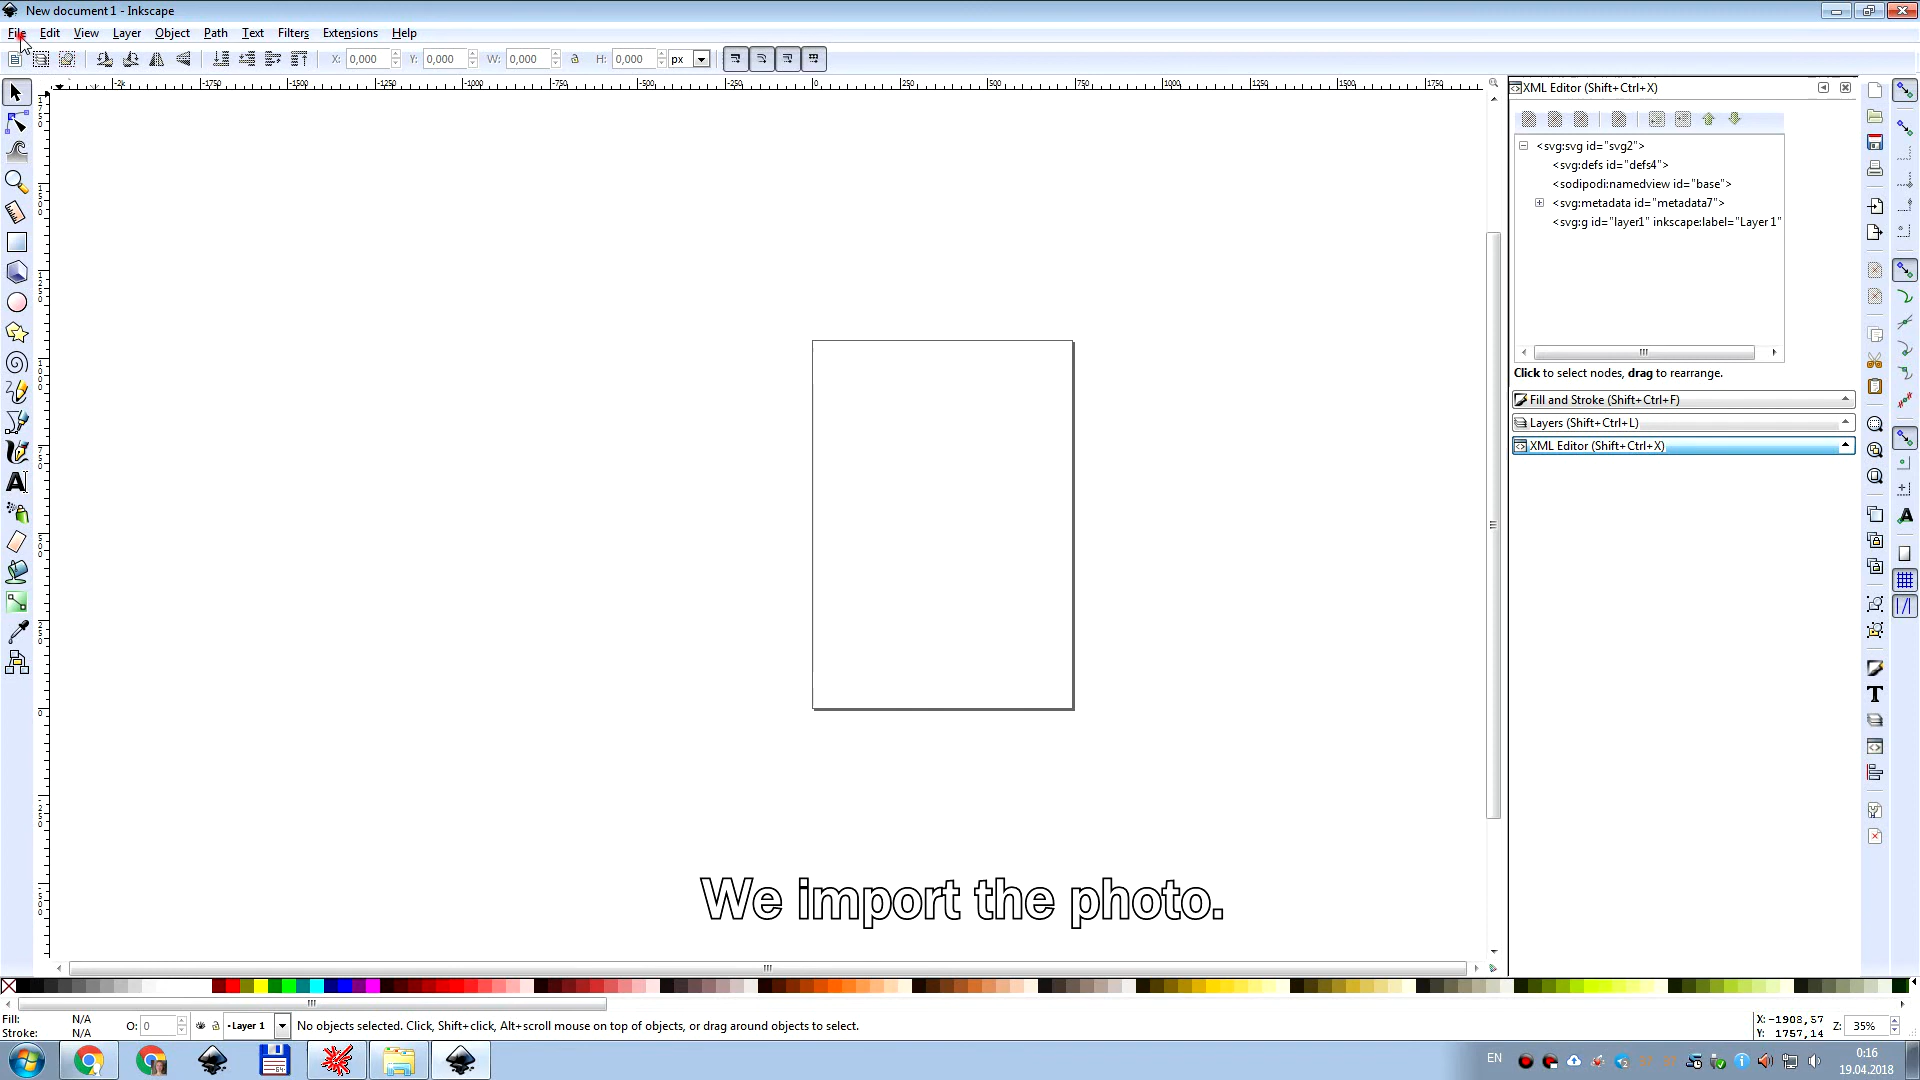 New document 1 - Inkscape
File Edit View Layer Object Path Text Filters Extensions Help
X: 0,000 Y: 0,000 W: 0,000 H: 0,000 px
XML Editor (Shift+Ctrl+X)
<svg:svg id="svg2">
<svg:defs id="defs4">
<sodipodi:namedview id="base">
<svg:metadata id="metadata7">
<svg:g id="layer1" inkscape:label="Layer 1"
Click to select nodes, drag to rearrange.
Fill and Stroke (Shift+Ctrl+F)
Layers (Shift+Ctrl+L)
XML Editor (Shift+Ctrl+X)
We import the photo.
Fill: N/A
Stroke: N/A
O: 0
Layer 1
No objects selected. Click, Shift+click, Alt+scroll mouse on top of objects, or drag around objects to select.
X: -1908,57
Y: 1757,14
Z: 35%
EN
0:16
19.04.2018